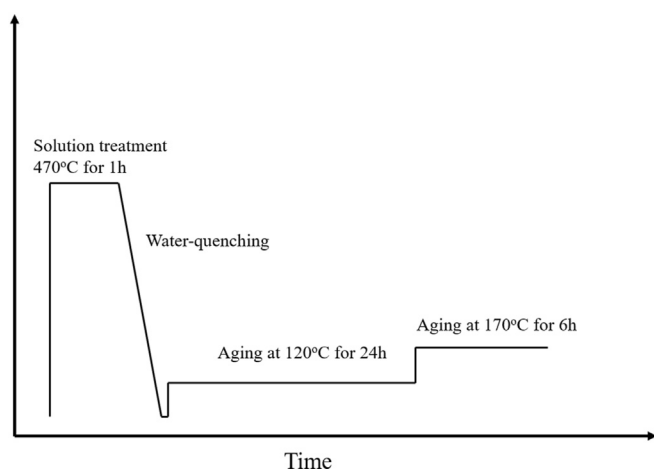 Solution treatment
470°C for 1h
Water-quenching
Aging at 170°C for 6h
Aging at 120°C for 24h
Time